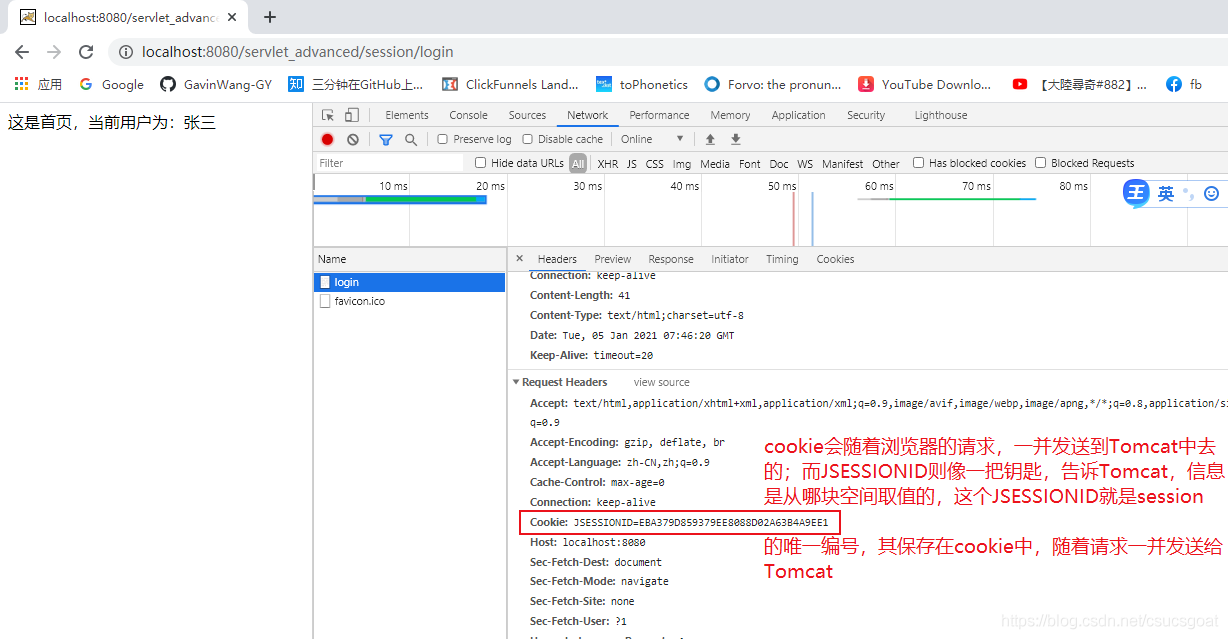 localhost:8080/servlet_advanc
localhost:8080/servlet_advanced/session/login
应用 Google GavinWang-GY 三分钟在GitHub上... ClickFunnels Land... toPhonetics Forvo: the pronun... YouTube Downlo... 【大陸尋奇#882】... fb
这是首页，当前用户为：张三
Elements Console Sources Network Performance Memory Application Security Lighthouse
Preserve log Disable cache Online
Filter Hide data URLs All XHR JS CSS Img Media Font Doc WS Manifest Other Has blocked cookies Blocked Requests
10 ms 20 ms 30 ms 40 ms 50 ms 60 ms 70 ms 80 ms
王 英
Name
login
favicon.ico
Headers Preview Response Initiator Timing Cookies
Connection: keep-alive
Content-Length: 41
Content-Type: text/html;charset=utf-8
Date: Tue, 05 Jan 2021 07:46:20 GMT
Keep-Alive: timeout=20
Request Headers view source
Accept: text/html,application/xhtml+xml,application/xml;q=0.9,image/avif,image/webp,image/apng,*/*;q=0.8,application/si
q=0.9
Accept-Encoding: gzip, deflate, br
Accept-Language: zh-CN,zh;q=0.9
Cache-Control: max-age=0
Connection: keep-alive
Cookie: JSESSIONID=EBA379D859379EE8088D02A63B4A9EE1
Host: localhost:8080
Sec-Fetch-Dest: document
Sec-Fetch-Mode: navigate
Sec-Fetch-Site: none
Sec-Fetch-User: ?1
cookie会随着浏览器的请求，一并发送到Tomcat中去
的；而JSESSIONID则像一把钥匙，告诉Tomcat，信息
是从哪块空间取值的，这个JSESSIONID就是session
的唯一编号，其保存在cookie中，随着请求一并发送给
Tomcat
https://blog.csdn.net/csucsgoat